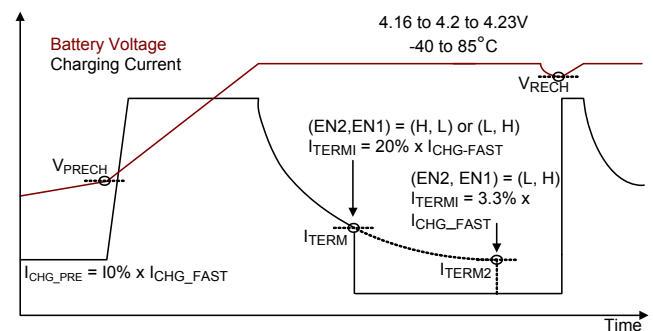 Battery Voltage
Charging Current
4.16 to 4.2 to 4.23V
-40 to 85°C
VRECH
(EN2,EN1) = (H, L) or (L, H)
ITERMI = 20% x ICHG-FAST
VPRECH
(EN2, EN1) = (L, H)
ITERMI = 3.3% x
ICHG_FAST
ITERM
ITERM2
ICHG_PRE = I0% x ICHG_FAST
Time